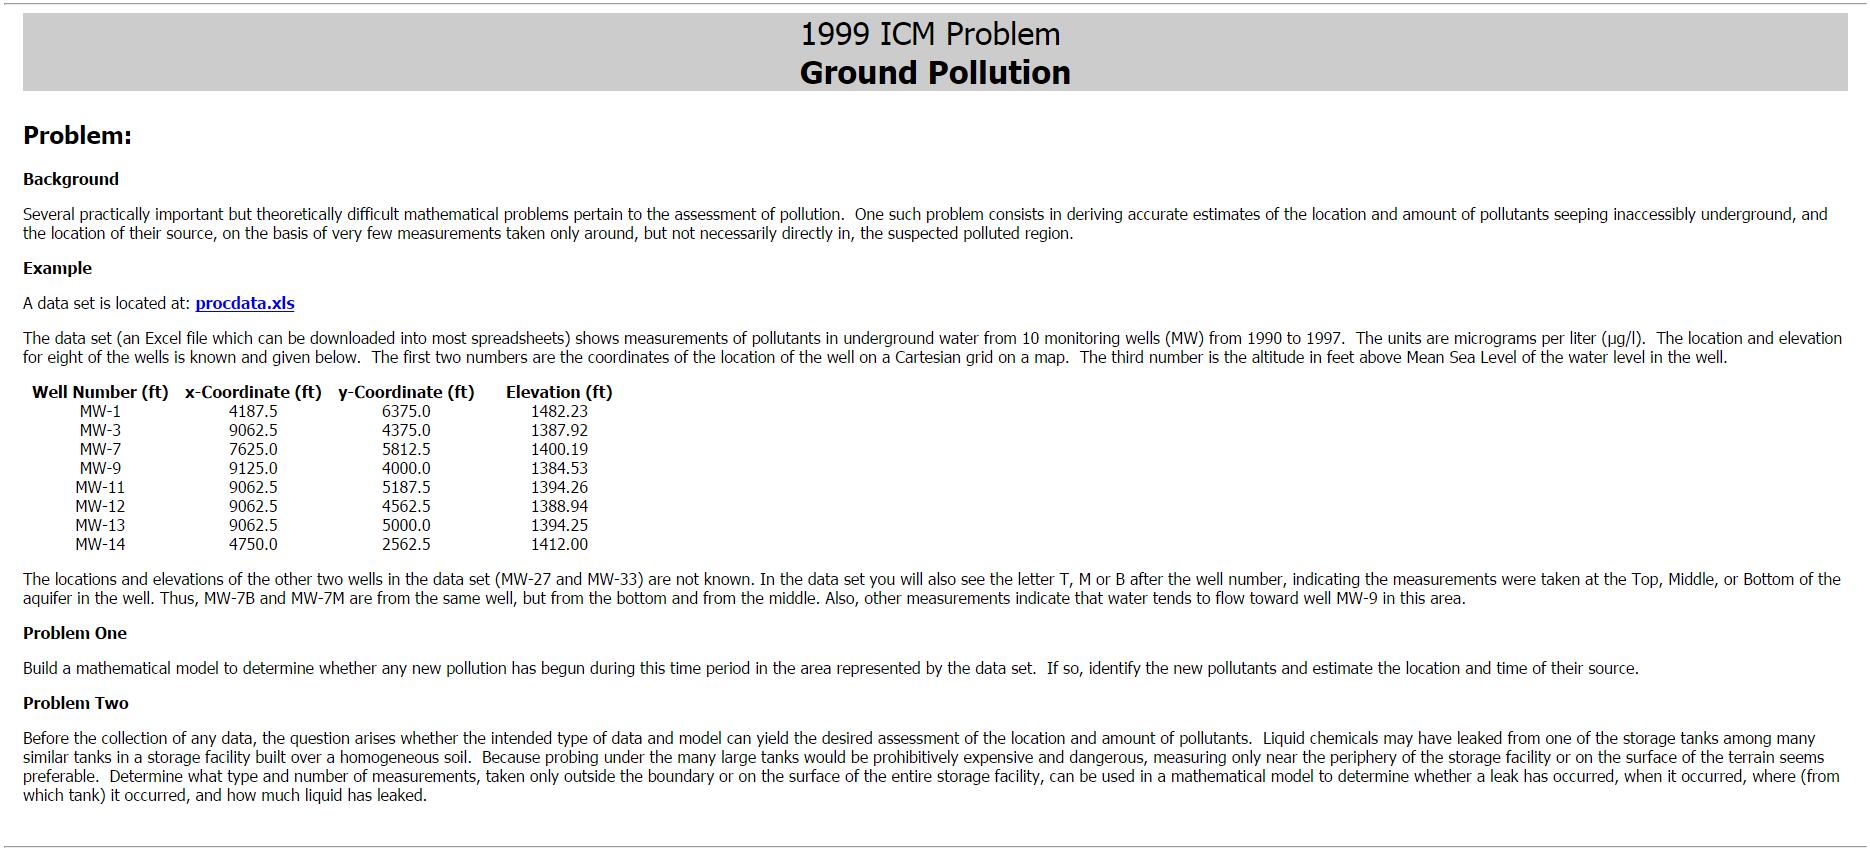 1999 ICM Problem
Ground Pollution
Problem:
Background
Several practically important but theoretically difficult mathematical problems pertain to the assessment of pollution.  One such problem consists in deriving accurate estimates of the location and amount of pollutants seeping inaccessibly underground, and
the location of their source, on the basis of very few measurements taken only around, but not necessarily directly in, the suspected polluted region.
Example
A data set is located at: procdata.xls
The data set (an Excel file which can be downloaded into most spreadsheets) shows measurements of pollutants in underground water from 10 monitoring wells (MW) from 1990 to 1997.  The units are micrograms per liter (µg/l).  The location and elevation
for eight of the wells is known and given below.  The first two numbers are the coordinates of the location of the well on a Cartesian grid on a map.  The third number is the altitude in feet above Mean Sea Level of the water level in the well.
Well Number (ft) x-Coordinate (ft) y-Coordinate (ft) Elevation (ft)
MW-1 4187.5 6375.0 1482.23
MW-3 9062.5 4375.0 1387.92
MW-7 7625.0 5812.5 1400.19
MW-9 9125.0 4000.0 1384.53
MW-11 9062.5 5187.5 1394.26
MW-12 9062.5 4562.5 1388.94
MW-13 9062.5 5000.0 1394.25
MW-14 4750.0 2562.5 1412.00
The locations and elevations of the other two wells in the data set (MW-27 and MW-33) are not known. In the data set you will also see the letter T, M or B after the well number, indicating the measurements were taken at the Top, Middle, or Bottom of the
aquifer in the well. Thus, MW-7B and MW-7M are from the same well, but from the bottom and from the middle. Also, other measurements indicate that water tends to flow toward well MW-9 in this area.
Problem One
Build a mathematical model to determine whether any new pollution has begun during this time period in the area represented by the data set.  If so, identify the new pollutants and estimate the location and time of their source.
Problem Two
Before the collection of any data, the question arises whether the intended type of data and model can yield the desired assessment of the location and amount of pollutants.  Liquid chemicals may have leaked from one of the storage tanks among many
similar tanks in a storage facility built over a homogeneous soil.  Because probing under the many large tanks would be prohibitively expensive and dangerous, measuring only near the periphery of the storage facility or on the surface of the terrain seems
preferable.  Determine what type and number of measurements, taken only outside the boundary or on the surface of the entire storage facility, can be used in a mathematical model to determine whether a leak has occurred, when it occurred, where (from
which tank) it occurred, and how much liquid has leaked.